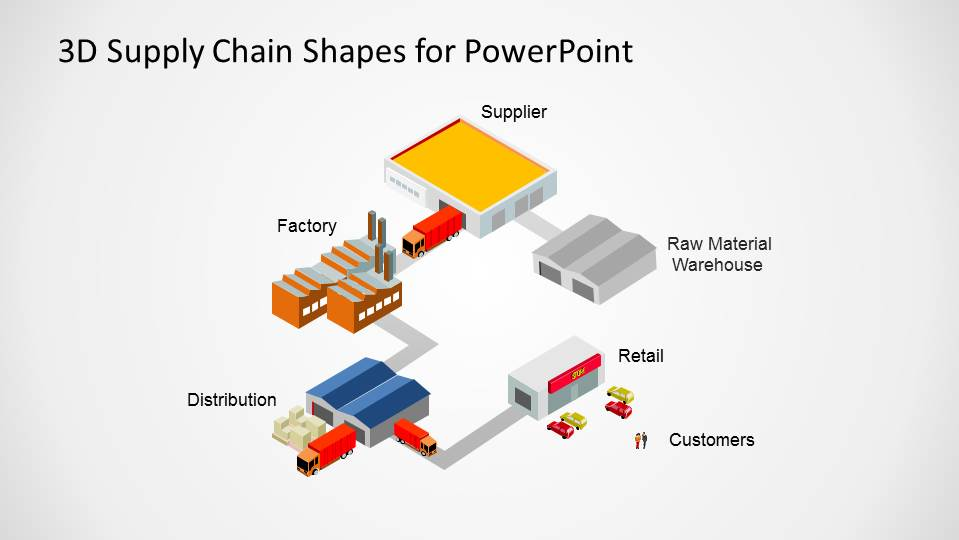 3D Supply Chain Shapes for PowerPoint
Supplier
Factory
Raw Material
Warehouse
Retail
Distribution
Customers